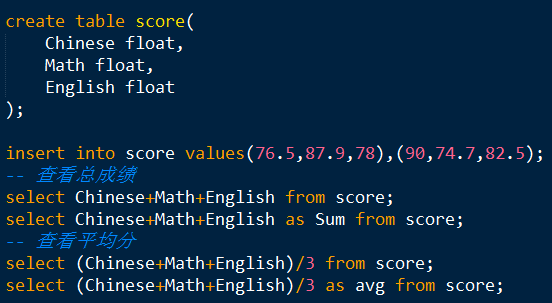 create table score(
    Chinese float,
    Math float,
    English float
);

insert into score values(76.5,87.9,78),(90,74.7,82.5);
-- 查看总成绩
select Chinese+Math+English from score;
select Chinese+Math+English as Sum from score;
-- 查看平均分
select (Chinese+Math+English)/3 from score;
select (Chinese+Math+English)/3 as avg from score;